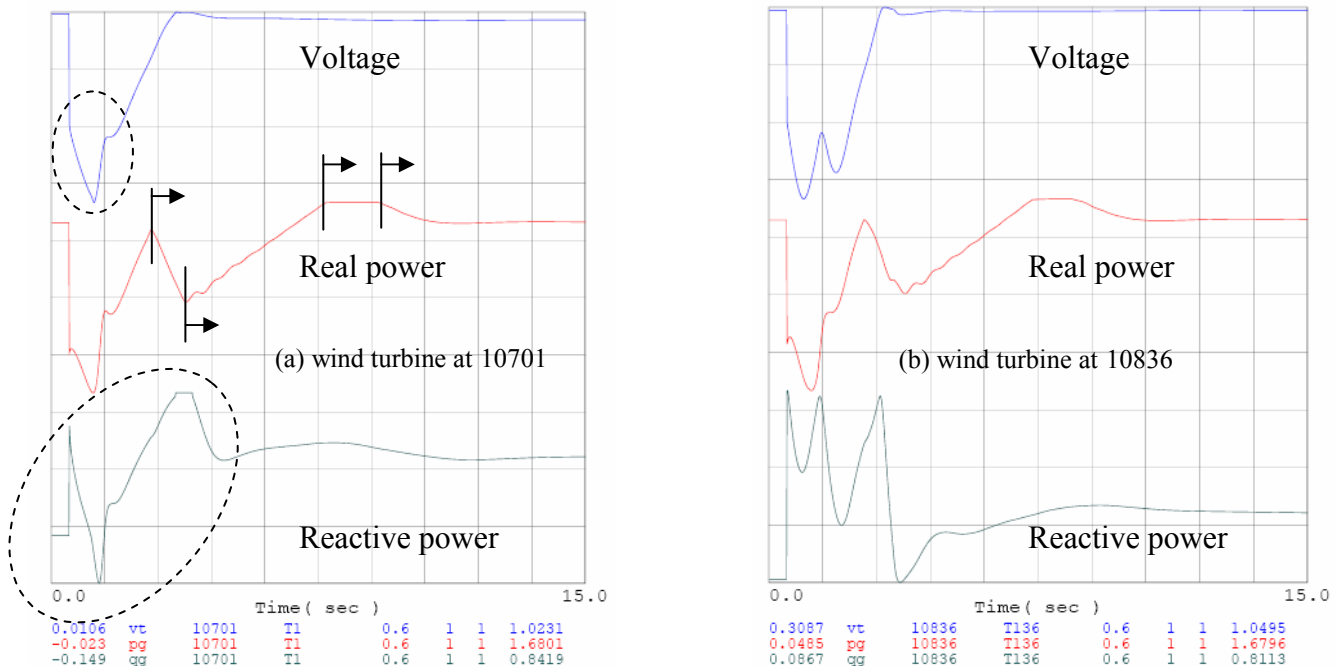 Voltage
Real power
(a) wind turbine at 10701
Reactive power
0.0 15.0
Time( sec )
0.0106 vt 10701 T1 0.6 1 1 1.0231
-0.023 pg 10701 T1 0.6 1 1 1.6801
-0.149 qg 10701 T1 0.6 1 1 0.8419
Voltage
Real power
(b) wind turbine at 10836
Reactive power
0.0 15.0
Time( sec )
0.3087 vt 10836 T136 0.6 1 1 1.0495
0.0485 pg 10836 T136 0.6 1 1 1.6796
0.0867 qg 10836 T136 0.6 1 1 0.8113